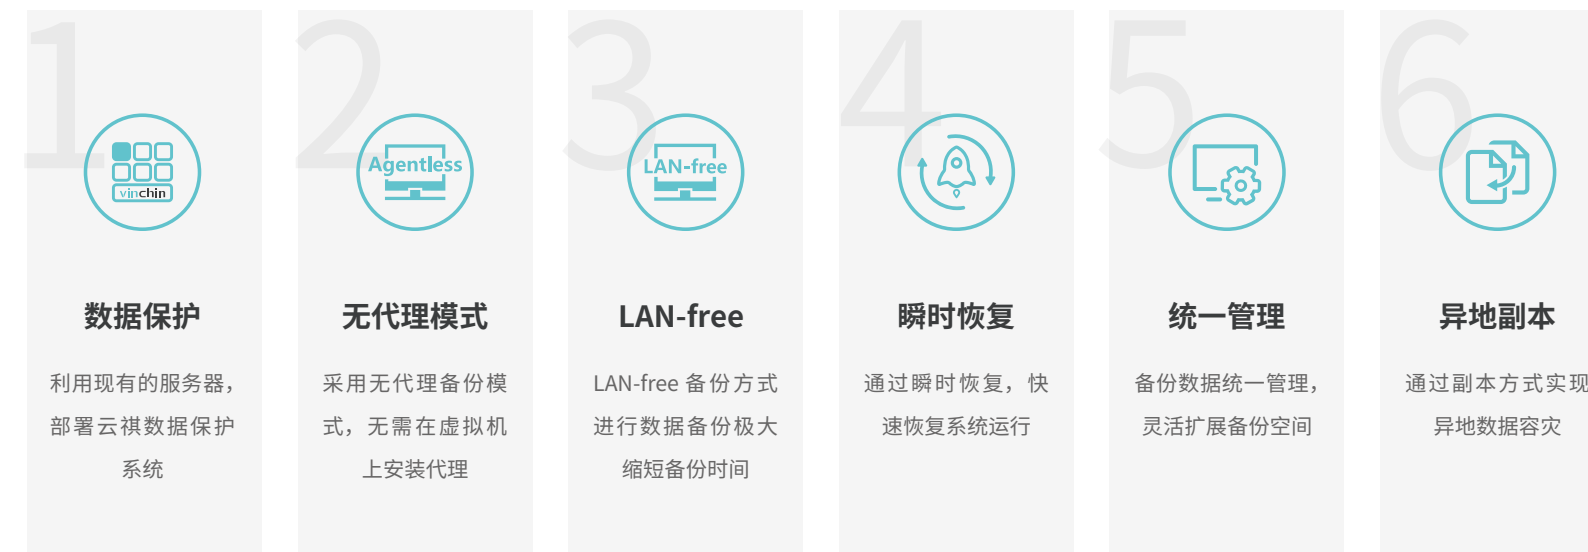 1
vinchin
数据保护
利用现有的服务器，
部署云祺数据保护
系统
2
Agentless
无代理模式
采用无代理备份模
式，无需在虚拟机
上安装代理
3
LAN-free
LAN-free
LAN-free 备份方式
进行数据备份极大
缩短备份时间
4
瞬时恢复
通过瞬时恢复，快
速恢复系统运行
5
统一管理
备份数据统一管理，
灵活扩展备份空间
6
异地副本
通过副本方式实现
异地数据容灾